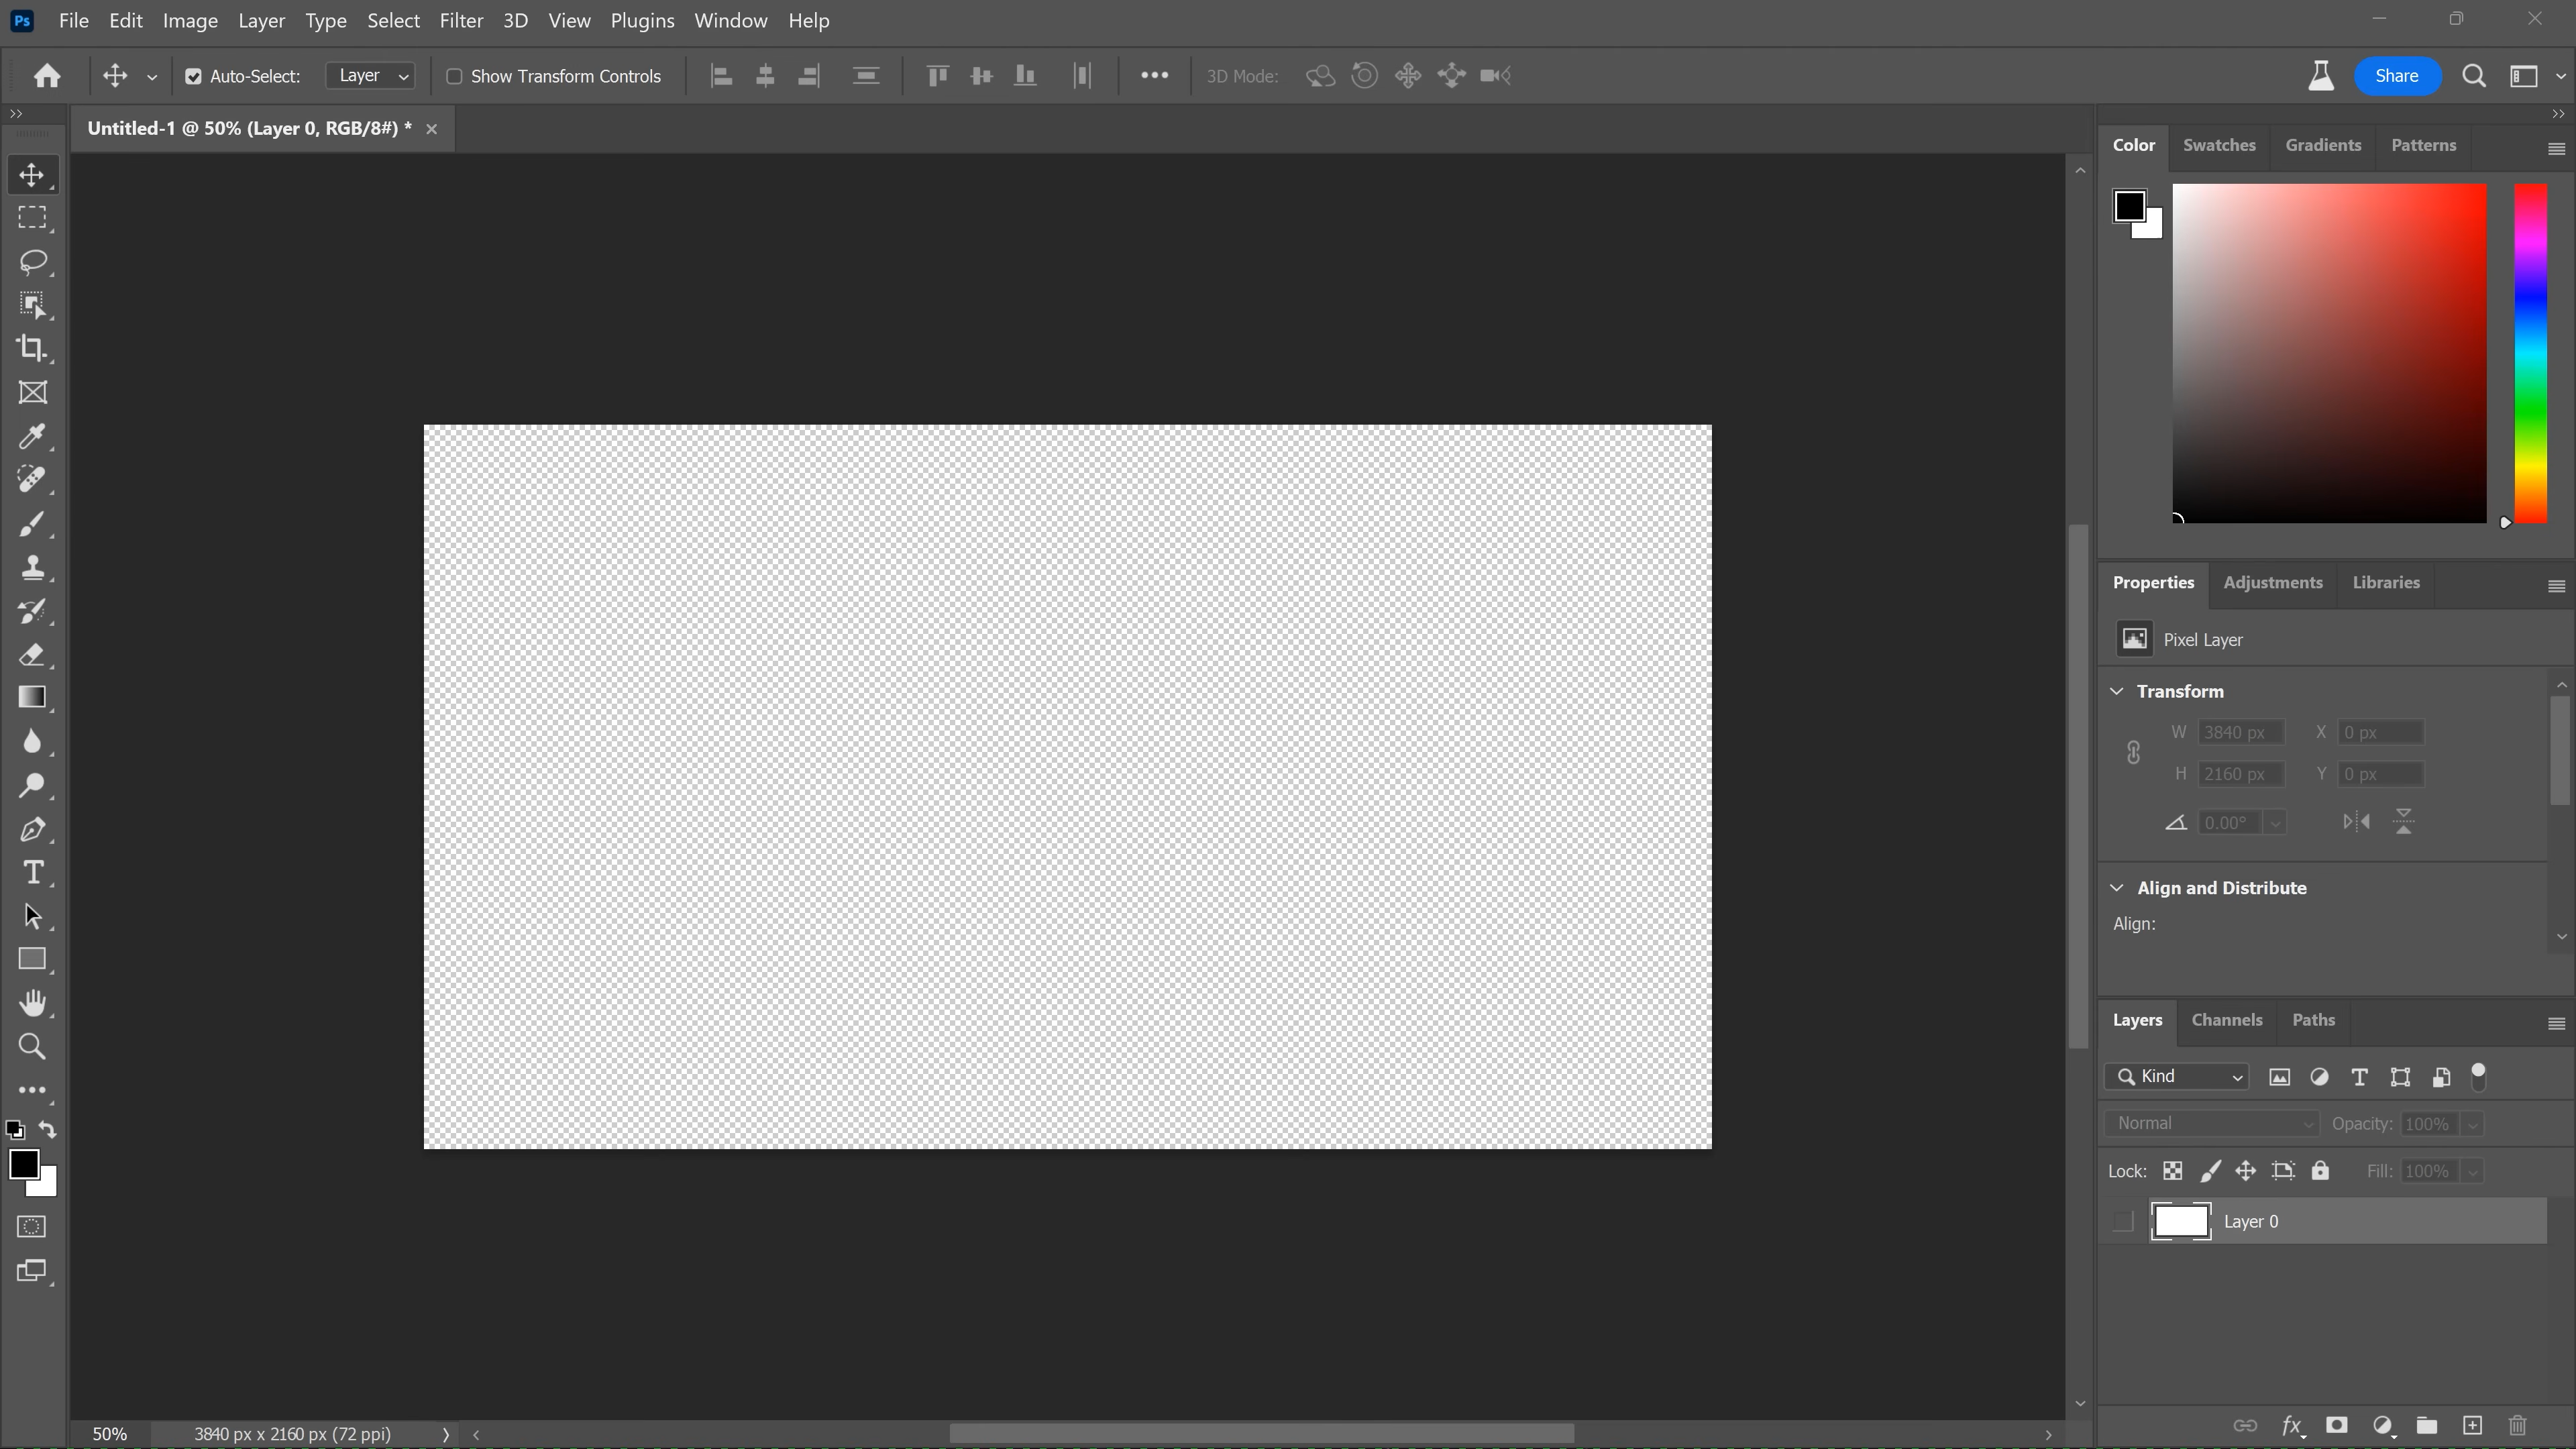 Ps File Edit Image Layer Type Select Filter 3D View Plugins Window Help
Auto-Select: Layer Show Transform Controls 3D Mode: Share
Untitled-1 @ 50% (Layer 0, RGB/8#) *
Color Swatches Gradients Patterns
Properties Adjustments Libraries
Pixel Layer
Transform
W 3840 px X 0 px
H 2160 px Y 0 px
0.00°
Align and Distribute
Align:
Layers Channels Paths
Kind
Normal Opacity: 100%
Lock: Fill: 100%
Layer 0
50% 3840 px x 2160 px (72 ppi)